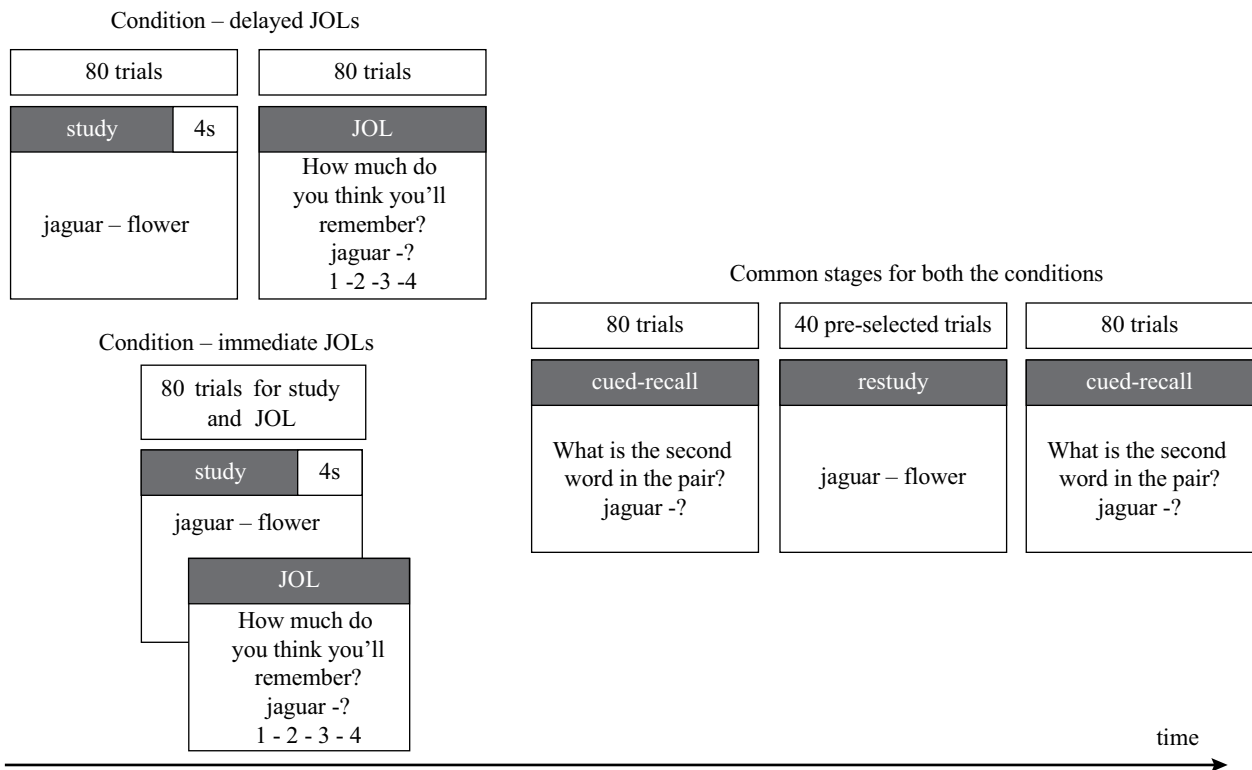 Condition – delayed JOLs
80 trials
80 trials
study
4s
jaguar – flower
JOL
How much do
you think you’ll
remember?
jaguar -?
1 -2 -3 -4
Condition – immediate JOLs
80 trials for study
and JOL
study
4s
jaguar – flower
JOL
How much do
you think you’ll
remember?
jaguar -?
1 - 2 - 3 - 4
Common stages for both the conditions
80 trials
40 pre-selected trials
80 trials
cued-recall
restudy
cued-recall
What is the second
word in the pair?
jaguar -?
jaguar – flower
What is the second
word in the pair?
jaguar -?
time